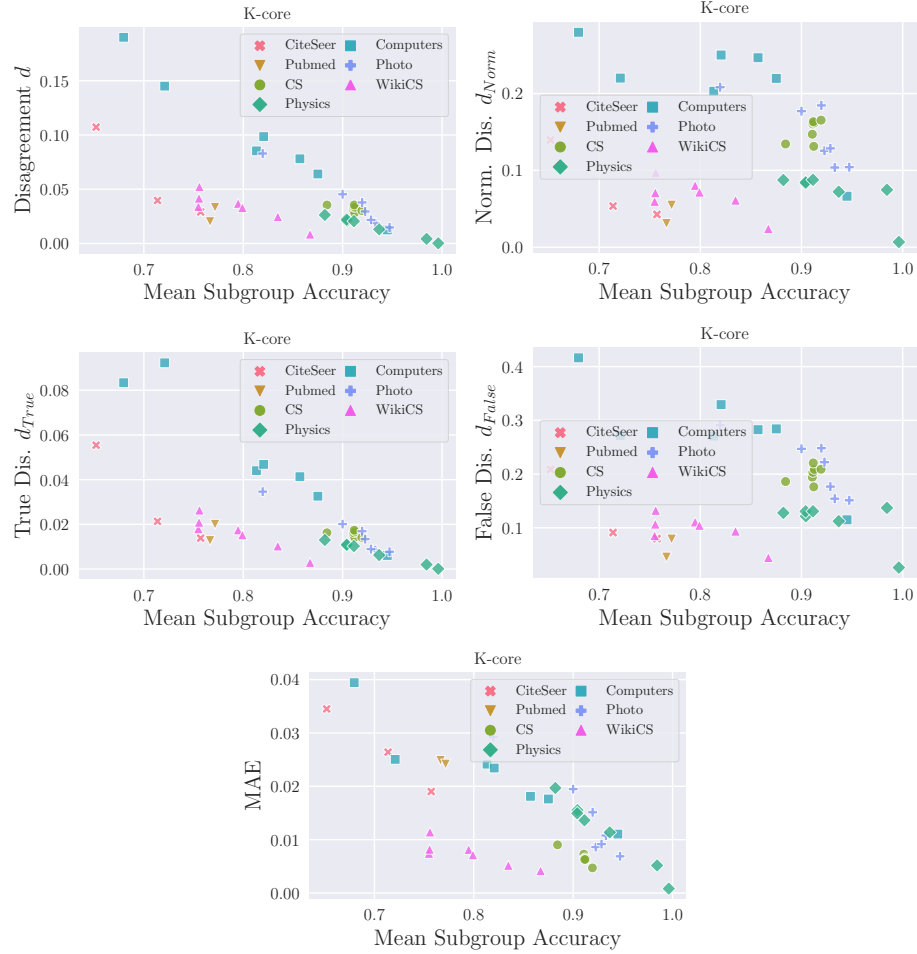 K-core
Disagreement d
0.15
0.10
0.05
0.00
CiteSeer
Pubmed
CS
Physics
Computers
Photo
WikiCS
0.7 0.8 0.9 1.0
Mean Subgroup Accuracy
K-core
Norm. Dis. d_Norm
0.2
0.1
0.0
CiteSeer
Pubmed
CS
Physics
Computers
Photo
WikiCS
0.7 0.8 0.9 1.0
Mean Subgroup Accuracy
K-core
True Dis. d_True
0.08
0.06
0.04
0.02
0.00
CiteSeer
Pubmed
CS
Physics
Computers
Photo
WikiCS
0.7 0.8 0.9 1.0
Mean Subgroup Accuracy
K-core
False Dis. d_False
0.4
0.3
0.2
0.1
CiteSeer
Pubmed
CS
Physics
Computers
Photo
WikiCS
0.7 0.8 0.9 1.0
Mean Subgroup Accuracy
K-core
MAE
0.04
0.03
0.02
0.01
0.00
CiteSeer
Pubmed
CS
Physics
Computers
Photo
WikiCS
0.7 0.8 0.9 1.0
Mean Subgroup Accuracy